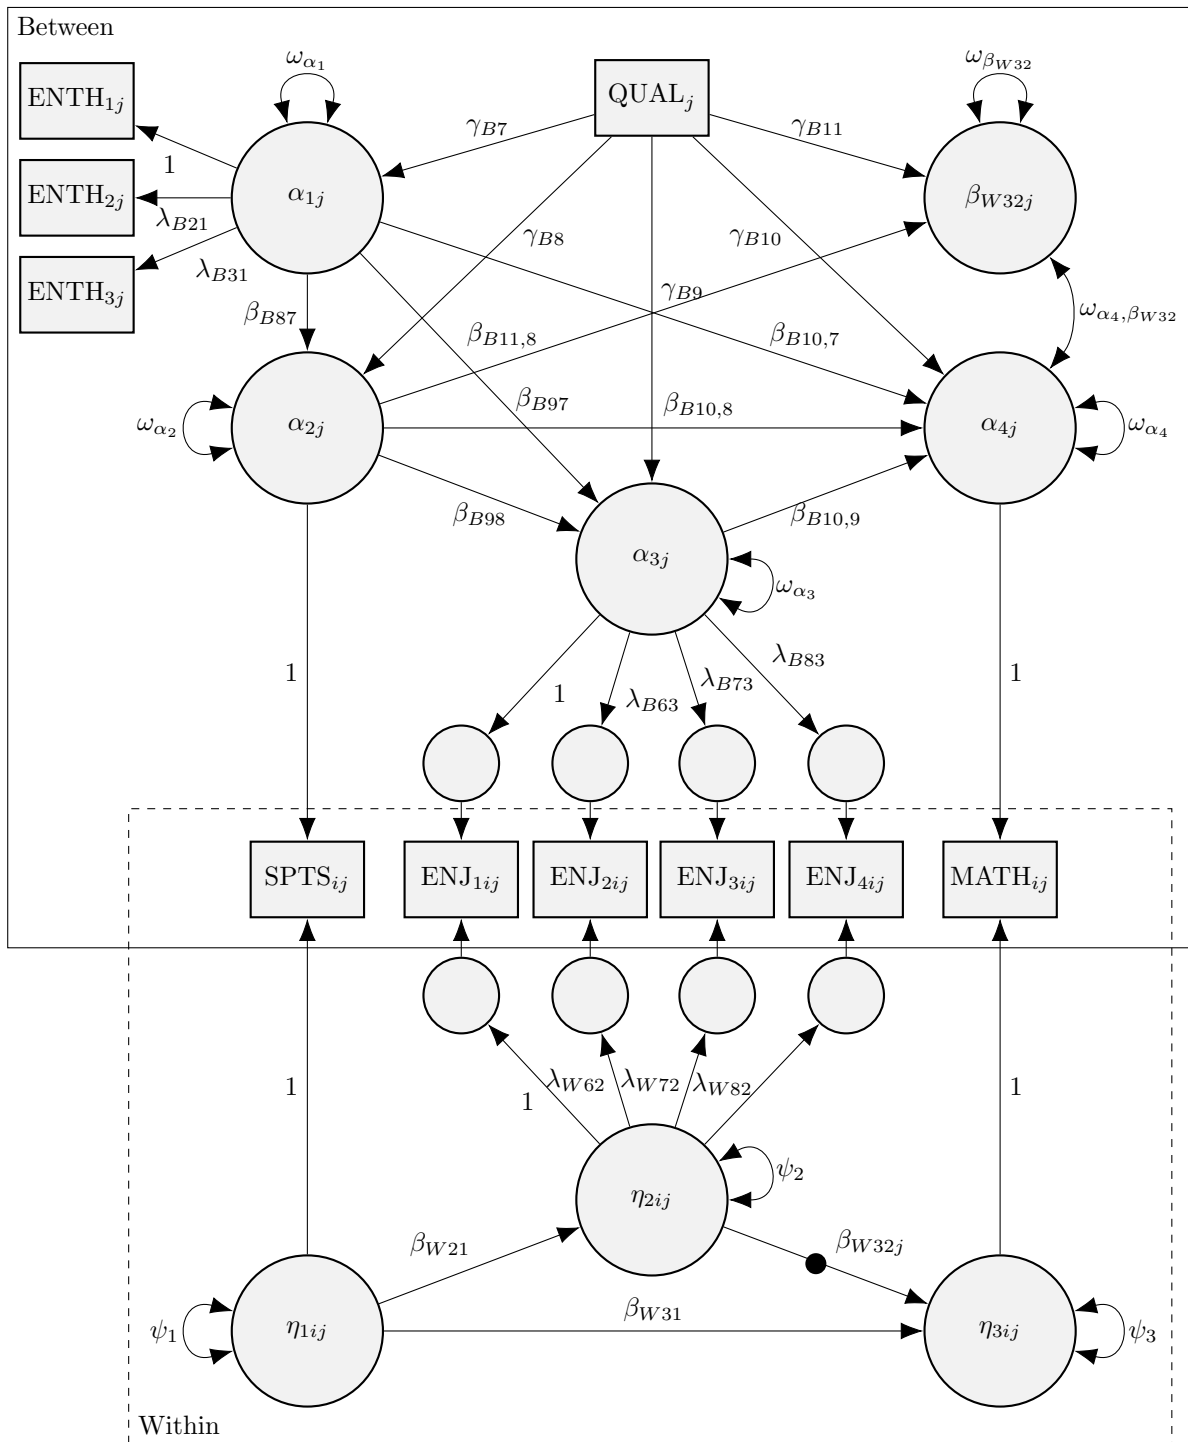 Between
ω_{α_1}
ω_{β_{W32}}
ENTH_{1j}
QUAL_j
γ_{B7}
γ_{B11}
1
ENTH_{2j}
α_{1j}
β_{W32j}
λ_{B21}
γ_{B8}
γ_{B10}
λ_{B31}
ENTH_{3j}
γ_{B9}
β_{B87}
ω_{α_4,β_{W32}}
β_{B11,8}
β_{B10,7}
β_{B97}
β_{B10,8}
ω_{α_2}
α_{2j}
α_{4j}
ω_{α_4}
β_{B98}
β_{B10,9}
α_{3j}
ω_{α_3}
1
λ_{B83}
1
λ_{B73}
1
λ_{B63}
SPTS_{ij}
ENJ_{1ij}
ENJ_{2ij}
ENJ_{3ij}
ENJ_{4ij}
MATH_{ij}
1
λ_{W62}
λ_{W72}
λ_{W82}
1
1
ψ_2
η_{2ij}
β_{W21}
β_{W32j}
β_{W31}
ψ_1
η_{1ij}
η_{3ij}
ψ_3
Within